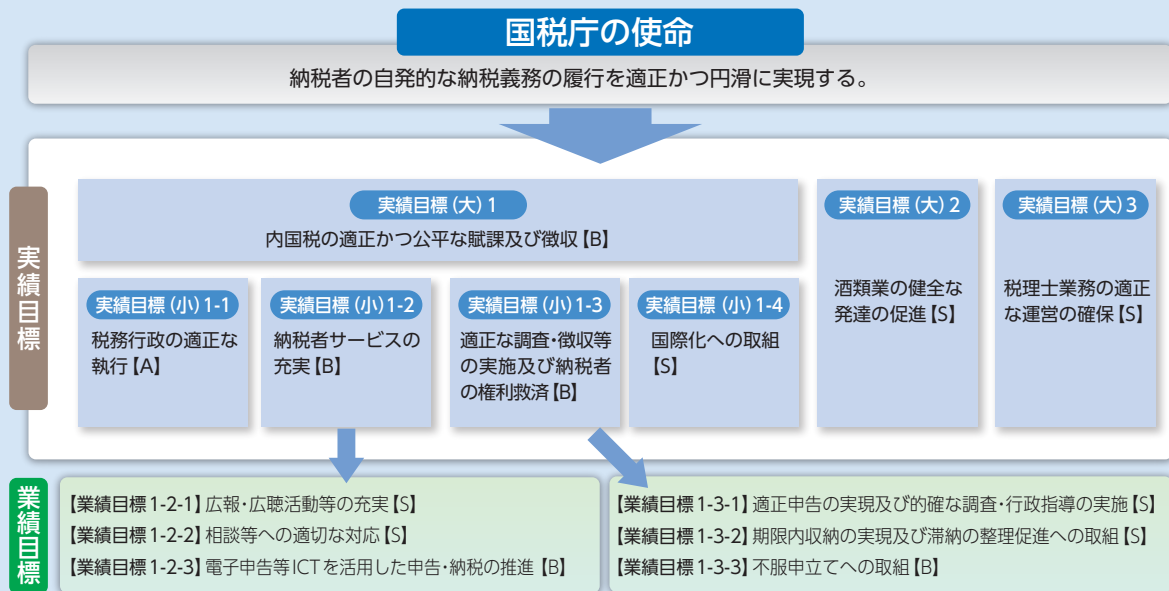 国税庁の使命
納税者の自発的な納税義務の履行を適正かつ円滑に実現する。
実績目標
実績目標(大)1
内国税の適正かつ公平な賦課及び徴収【B】
実績目標(小)1-1
税務行政の適正な
執行【A】
実績目標(小)1-2
納税者サービスの
充実【B】
実績目標(小)1-3
適正な調査・徴収等
の実施及び納税者
の権利救済【B】
実績目標(小)1-4
国際化への取組
【S】
実績目標(大)2
酒類業の健全な
発達の促進【S】
実績目標(大)3
税理士業務の適正
な運営の確保【S】
業績目標
【業績目標1-2-1】広報・広聴活動等の充実【S】
【業績目標1-2-2】相談等への適切な対応【S】
【業績目標1-2-3】電子申告等ICTを活用した申告・納税の推進【B】
【業績目標1-3-1】適正申告の実現及び的確な調査・行政指導の実施【S】
【業績目標1-3-2】期限内収納の実現及び滞納の整理促進への取組【S】
【業績目標1-3-3】不服申立てへの取組【B】